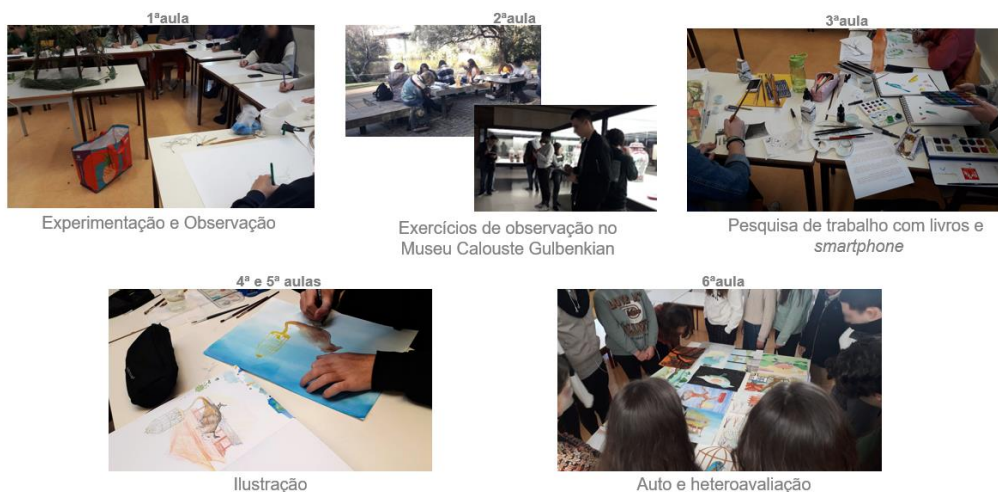 1ªaula
2ªaula
3ªaula
Experimentação e Observação
Exercícios de observação no
Museu Calouste Gulbenkian
Pesquisa de trabalho com livros e
smartphone
4ª e 5ª aulas
6ªaula
Ilustração
Auto e heteroavaliação